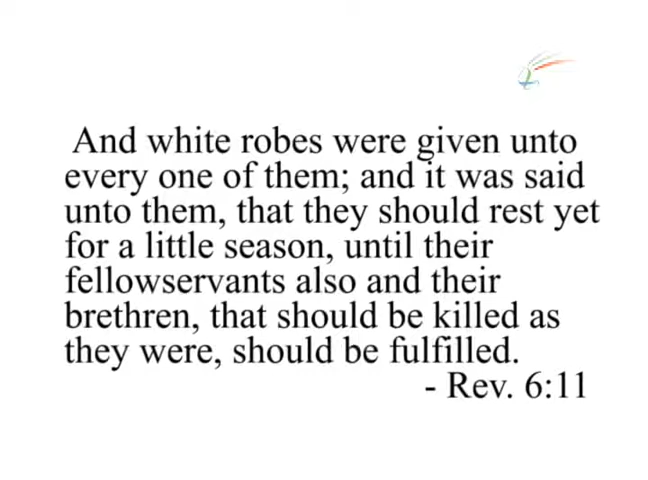 And white robes were given unto
every one of them; and it was said
unto them, that they should rest yet
for a little season, until their
fellowservants also and their
brethren, that should be killed as
they were, should be fulfilled.
- Rev. 6:11